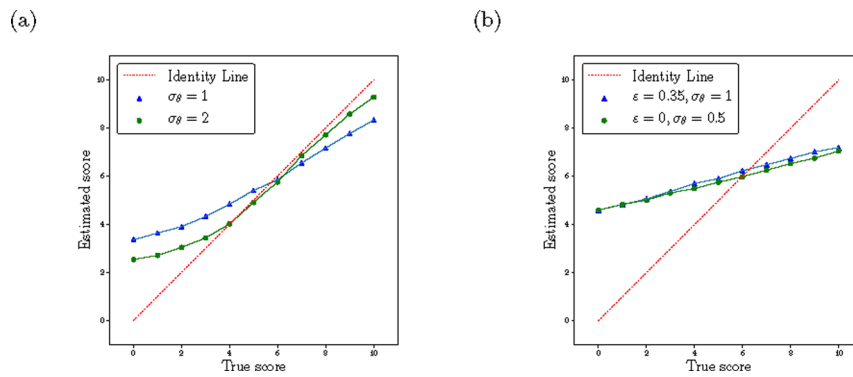 (a)
Identity Line
σ_θ = 1
σ_θ = 2
Estimated score
10
8
6
4
2
0
0 2 4 6 8 10
True score
(b)
Identity Line
ε = 0.35, σ_θ = 1
ε = 0, σ_θ = 0.5
Estimated score
10
8
6
4
2
0
0 2 4 6 8 10
True score